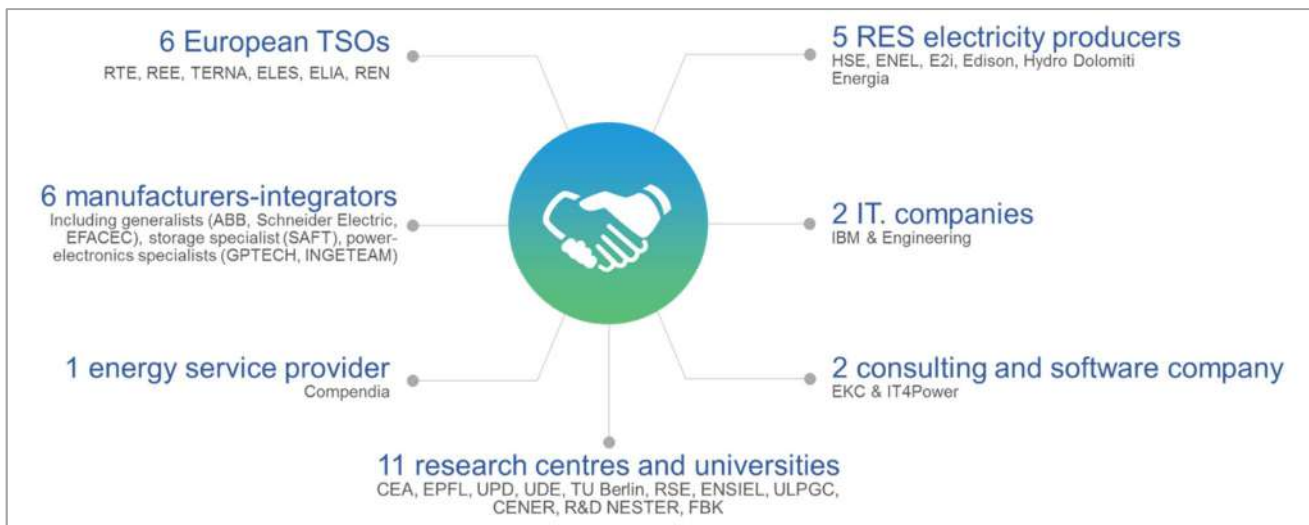 6 European TSOs
RTE, REE, TERNA, ELES, ELIA, REN
5 RES electricity producers
HSE, ENEL, E2i, Edison, Hydro Dolomiti
Energia
6 manufacturers-integrators
Including generalists (ABB, Schneider Electric,
EFACEC), storage specialist (SAFT), power-
electronics specialists (GPTECH, INGETEAM)
2 IT. companies
IBM & Engineering
1 energy service provider
Compendia
2 consulting and software company
EKC & IT4Power
11 research centres and universities
CEA, EPFL, UPD, UDE, TU Berlin, RSE, ENSIEL, ULPGC,
CENER, R&D NESTER, FBK